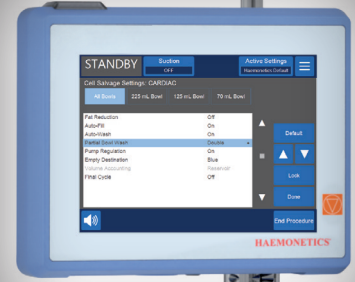 STANDBY
Suction
OFF
Active Settings
Haemonetics Default
Cell Salvage Settings: CARDIAC
All Bowls 225 mL Bowl 125 mL Bowl 70 mL Bowl
Fat Reduction Off
Auto-Fill On
Auto-Wash On
Partial Bowl Wash Double
Pump Regulation On
Empty Destination Blue
Volume Accounting Reservoir
Final Cycle Off
Default
Lock
Done
End Procedure
HAEMONETICS